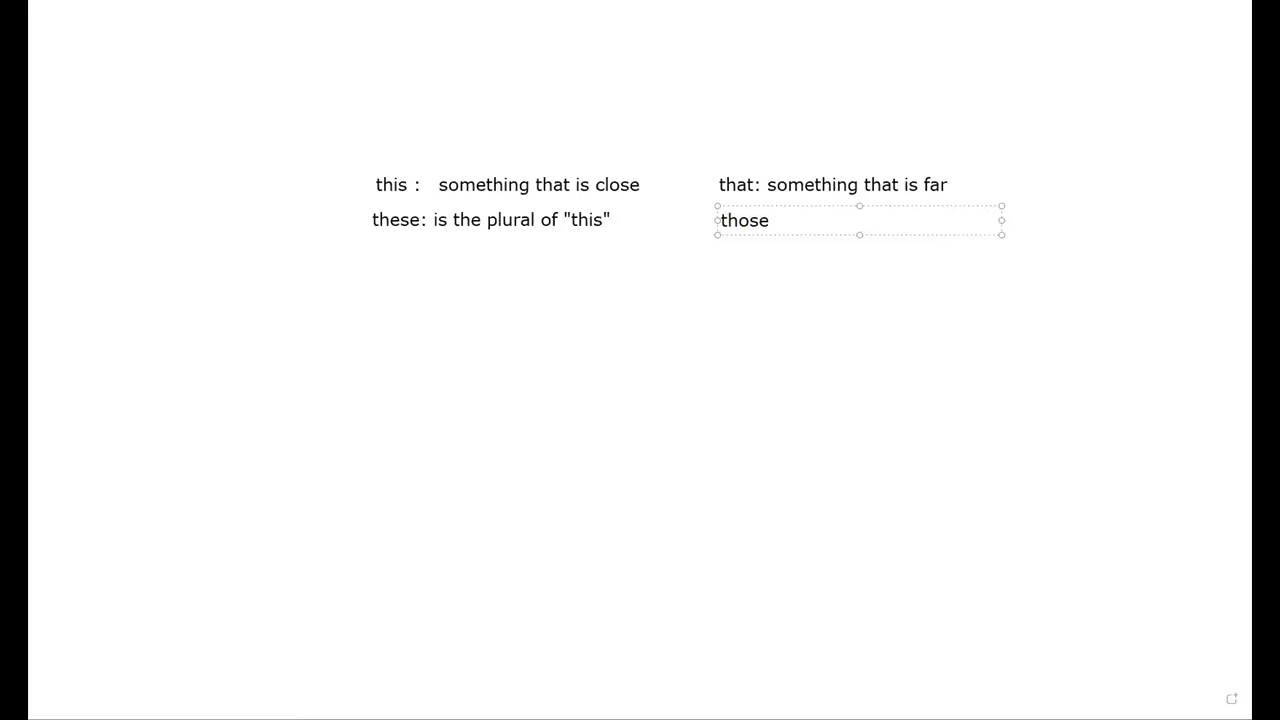 this :   something that is close
these: is the plural of "this"
that: something that is far
those